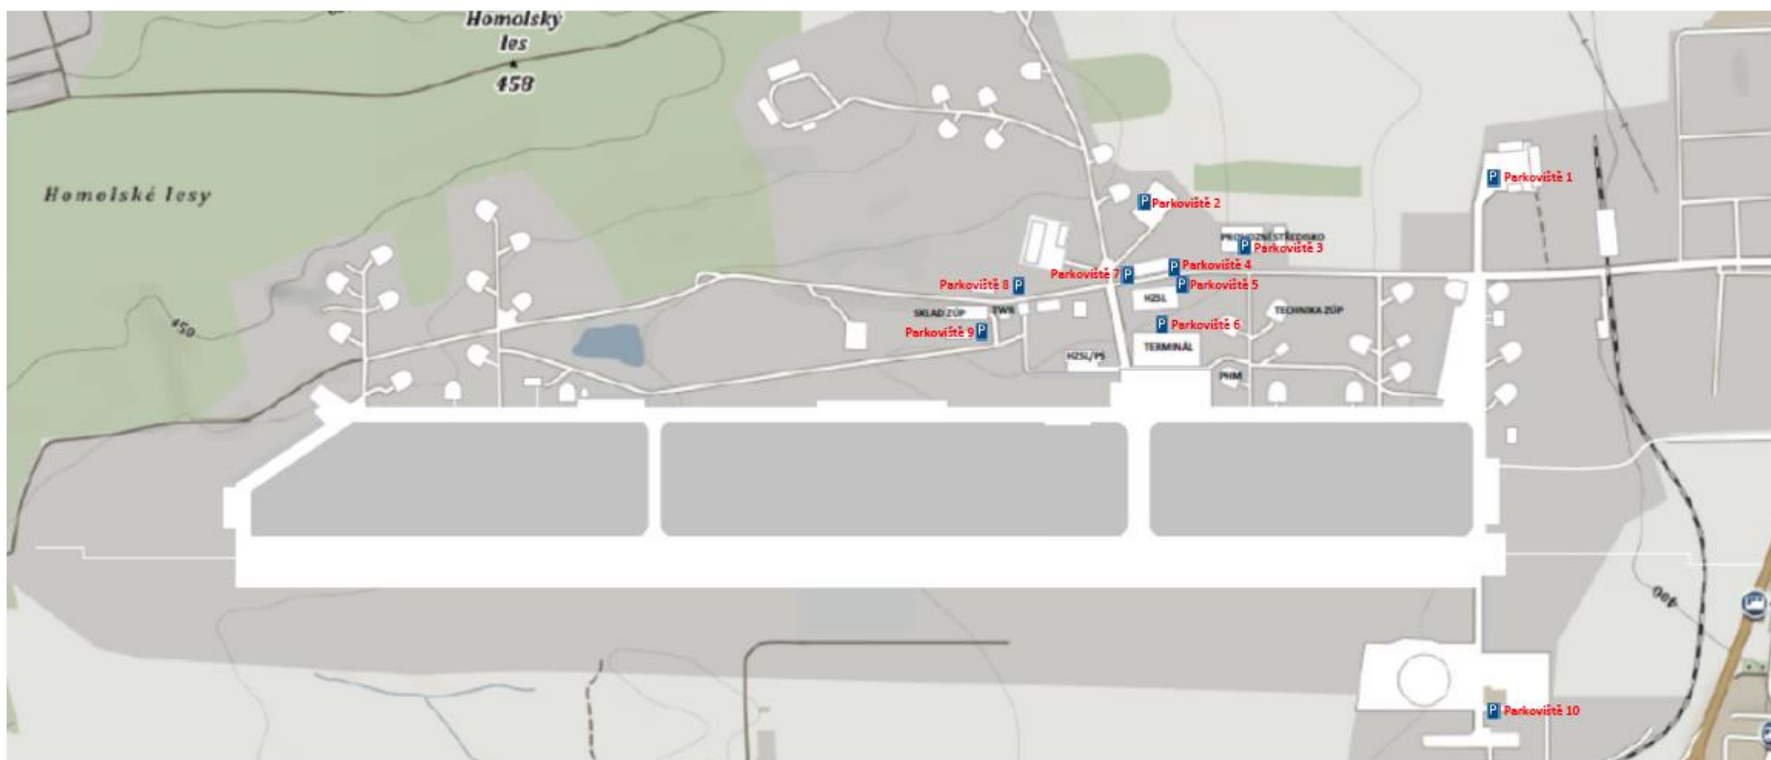 Homolský
les
458
Homolské lesy
P Parkoviště 1
P Parkoviště 2
PROVOZNÍ STŘEDISKO
P Parkoviště 3
P Parkoviště 4
Parkoviště 7 P
P Parkoviště 5
Parkoviště 8 P
HZSL
SKLAD ZÚP
TWR
TECHNIKA ZÚP
450
P Parkoviště 6
Parkoviště 9 P
TERMINÁL
HZSL/PS
PHM
400
P Parkoviště 10